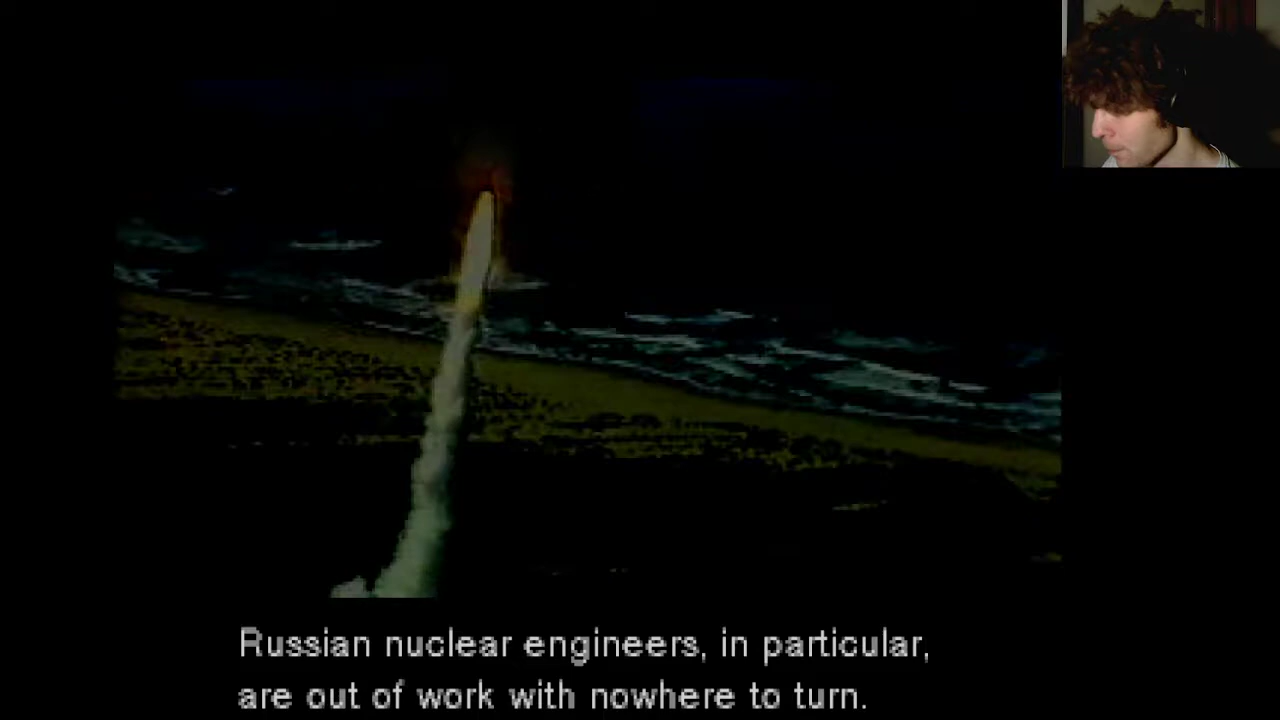 Russian nuclear engineers, in particular,
are out of work with nowhere to turn.